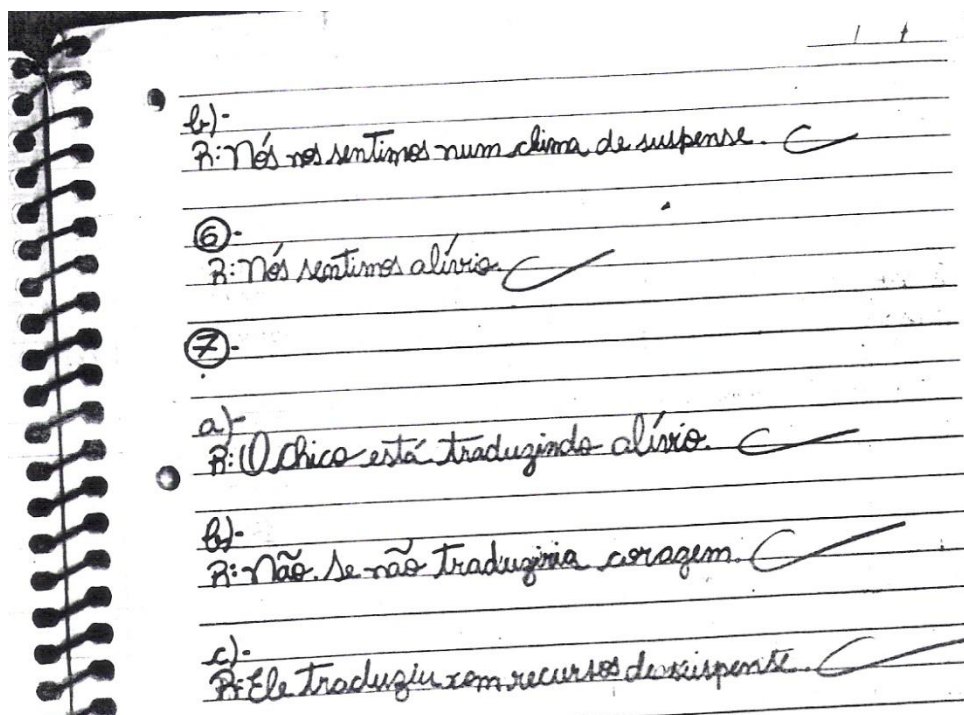 / /
b)-
R: Nós nos sentimos num clima de suspense.
6-
R: Nós sentimos alívio.
7-
a)-
R: O Chico está traduzindo alívio.
b)-
R: Não. Se não traduziria coragem.
c)-
R: Ele traduziu com recursos de suispense.